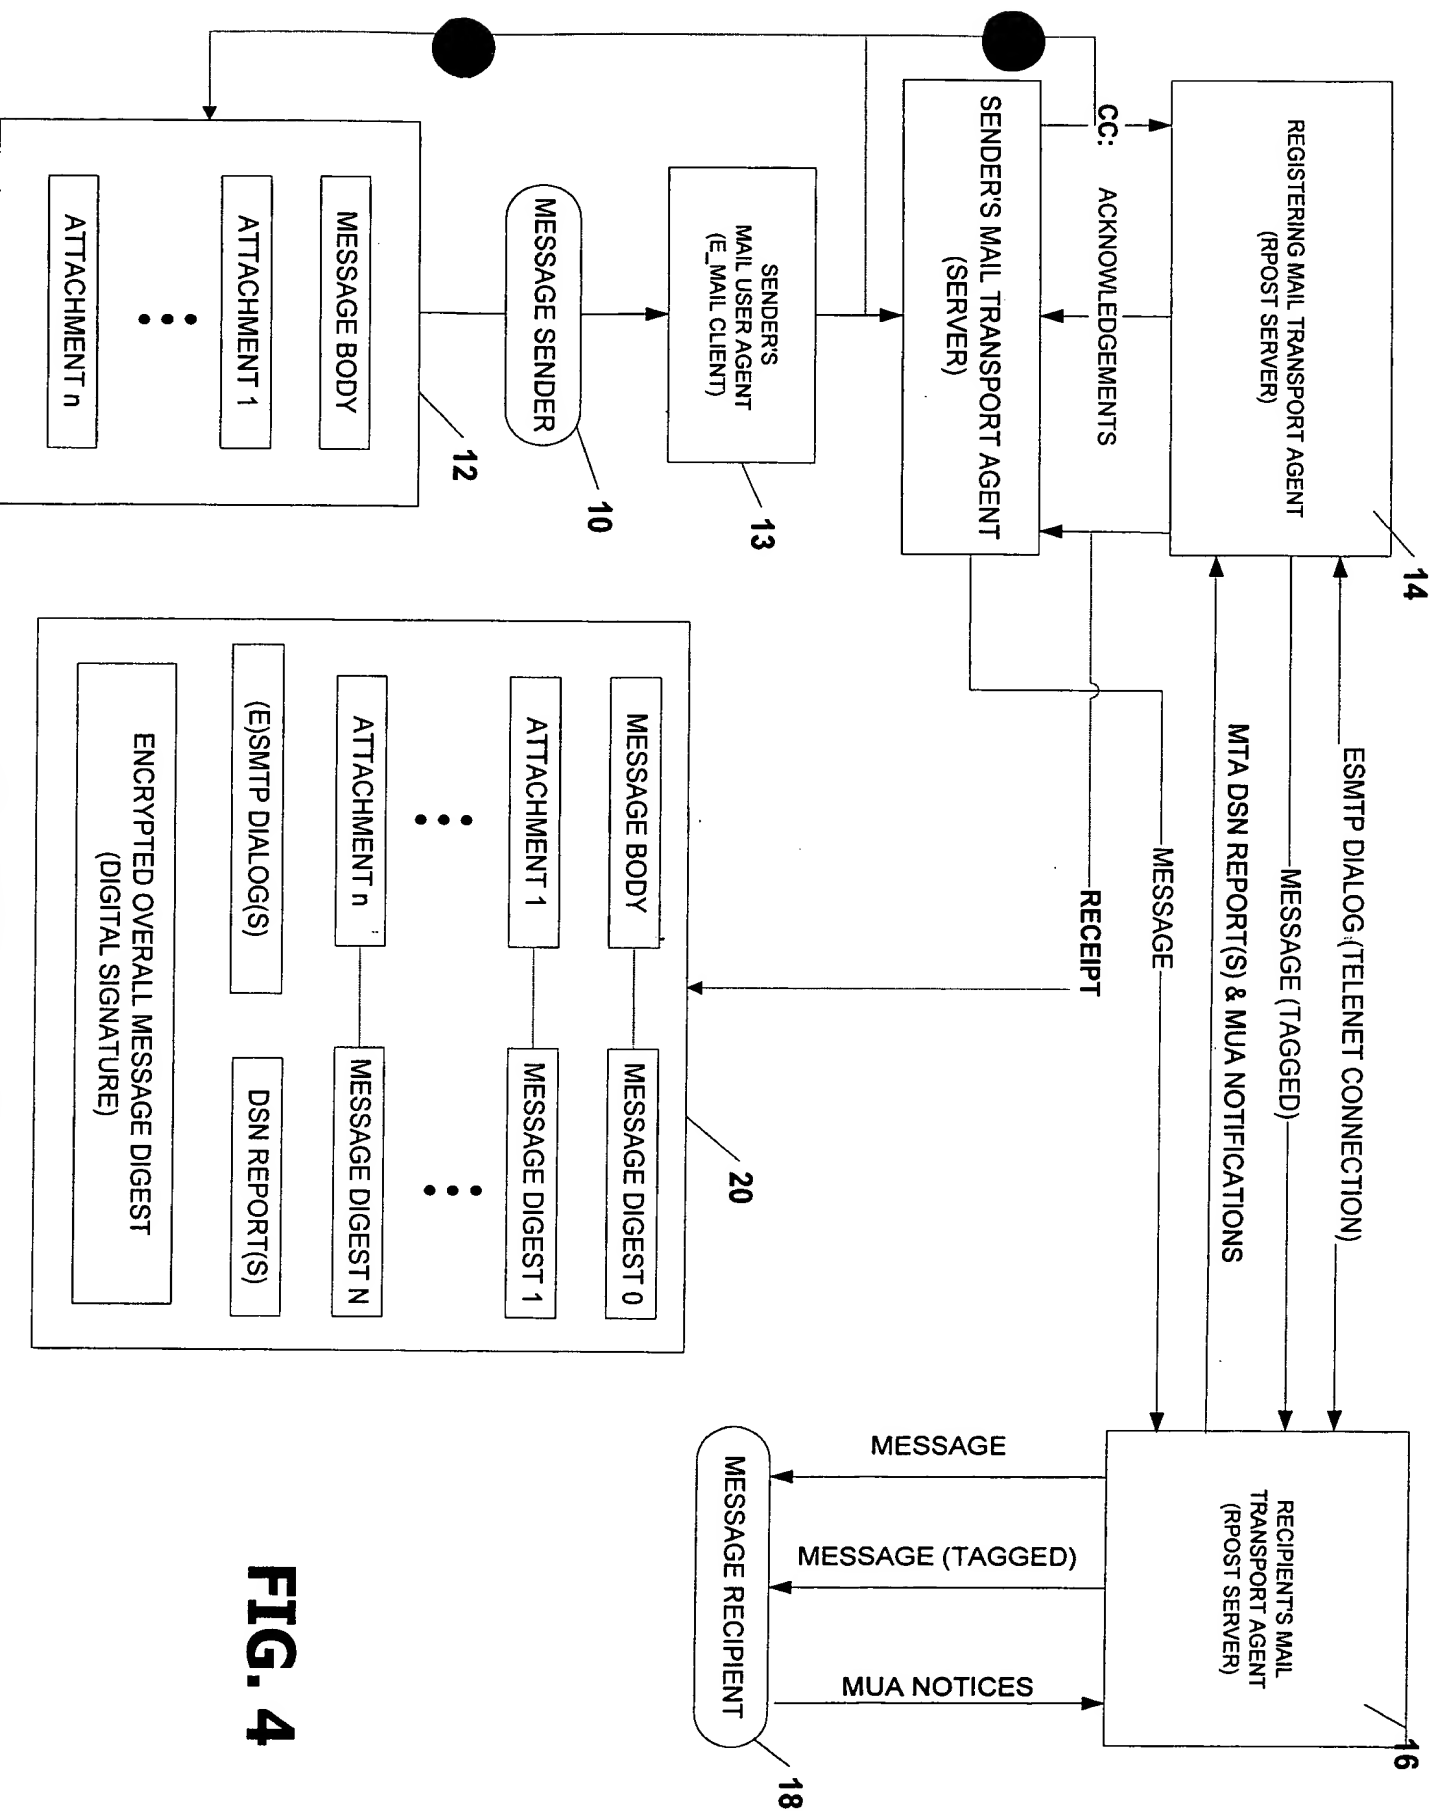 REGISTERING MAIL TRANSPORT AGENT
(RPOST SERVER)
14
ESMTP DIALOG (TELENET CONNECTION)
MESSAGE (TAGGED)
MTA DSN REPORT(S) & MUA NOTIFICATIONS
RECIPIENT'S MAIL
TRANSPORT AGENT
(RPOST SERVER)
16
CC:
ACKNOWLEDGEMENTS
MESSAGE
RECEIPT
SENDER'S MAIL TRANSPORT AGENT
(SERVER)
MESSAGE
MESSAGE (TAGGED)
MUA NOTICES
SENDER'S
MAIL USER AGENT
(E_MAIL CLIENT)
13
MESSAGE RECIPIENT
18
MESSAGE SENDER
10
20
MESSAGE BODY
MESSAGE DIGEST 0
ATTACHMENT 1
MESSAGE DIGEST 1
ATTACHMENT n
MESSAGE DIGEST N
(E)SMTP DIALOG(S)
DSN REPORT(S)
ENCRYPTED OVERALL MESSAGE DIGEST
(DIGITAL SIGNATURE)
12
MESSAGE BODY
ATTACHMENT 1
ATTACHMENT n
FIG. 4